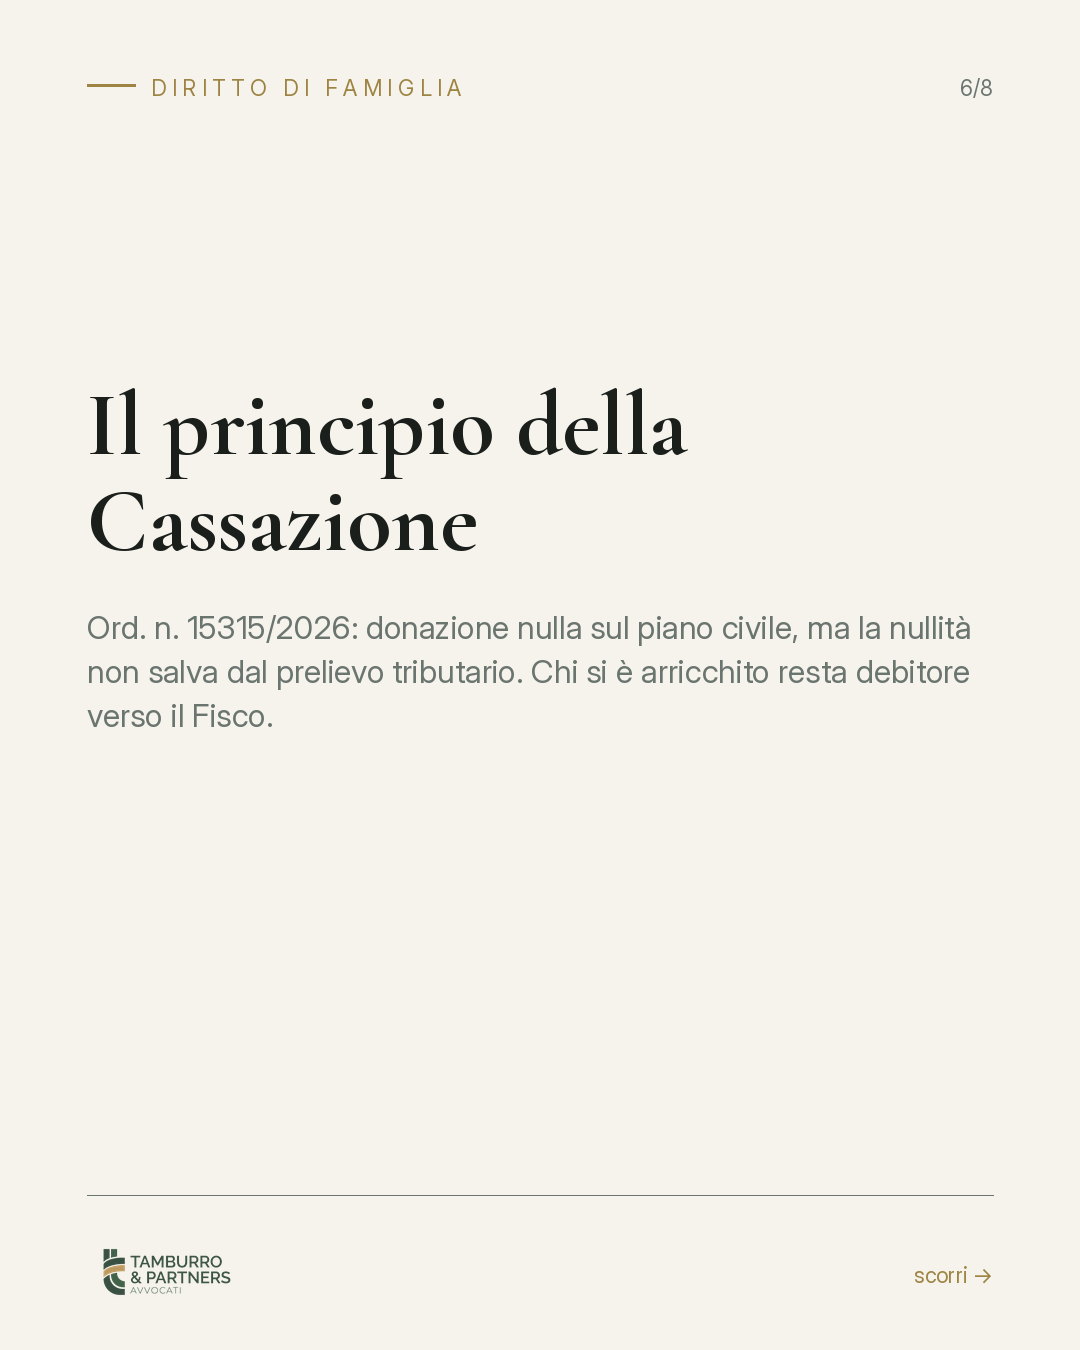 DIRITTO DI FAMIGLIA
6/8
Il principio della
Cassazione
Ord. n. 15315/2026: donazione nulla sul piano civile, ma la nullità
non salva dal prelievo tributario. Chi si è arricchito resta debitore
verso il Fisco.
TAMBURRO
& PARTNERS
AVVOCATI
scorri →